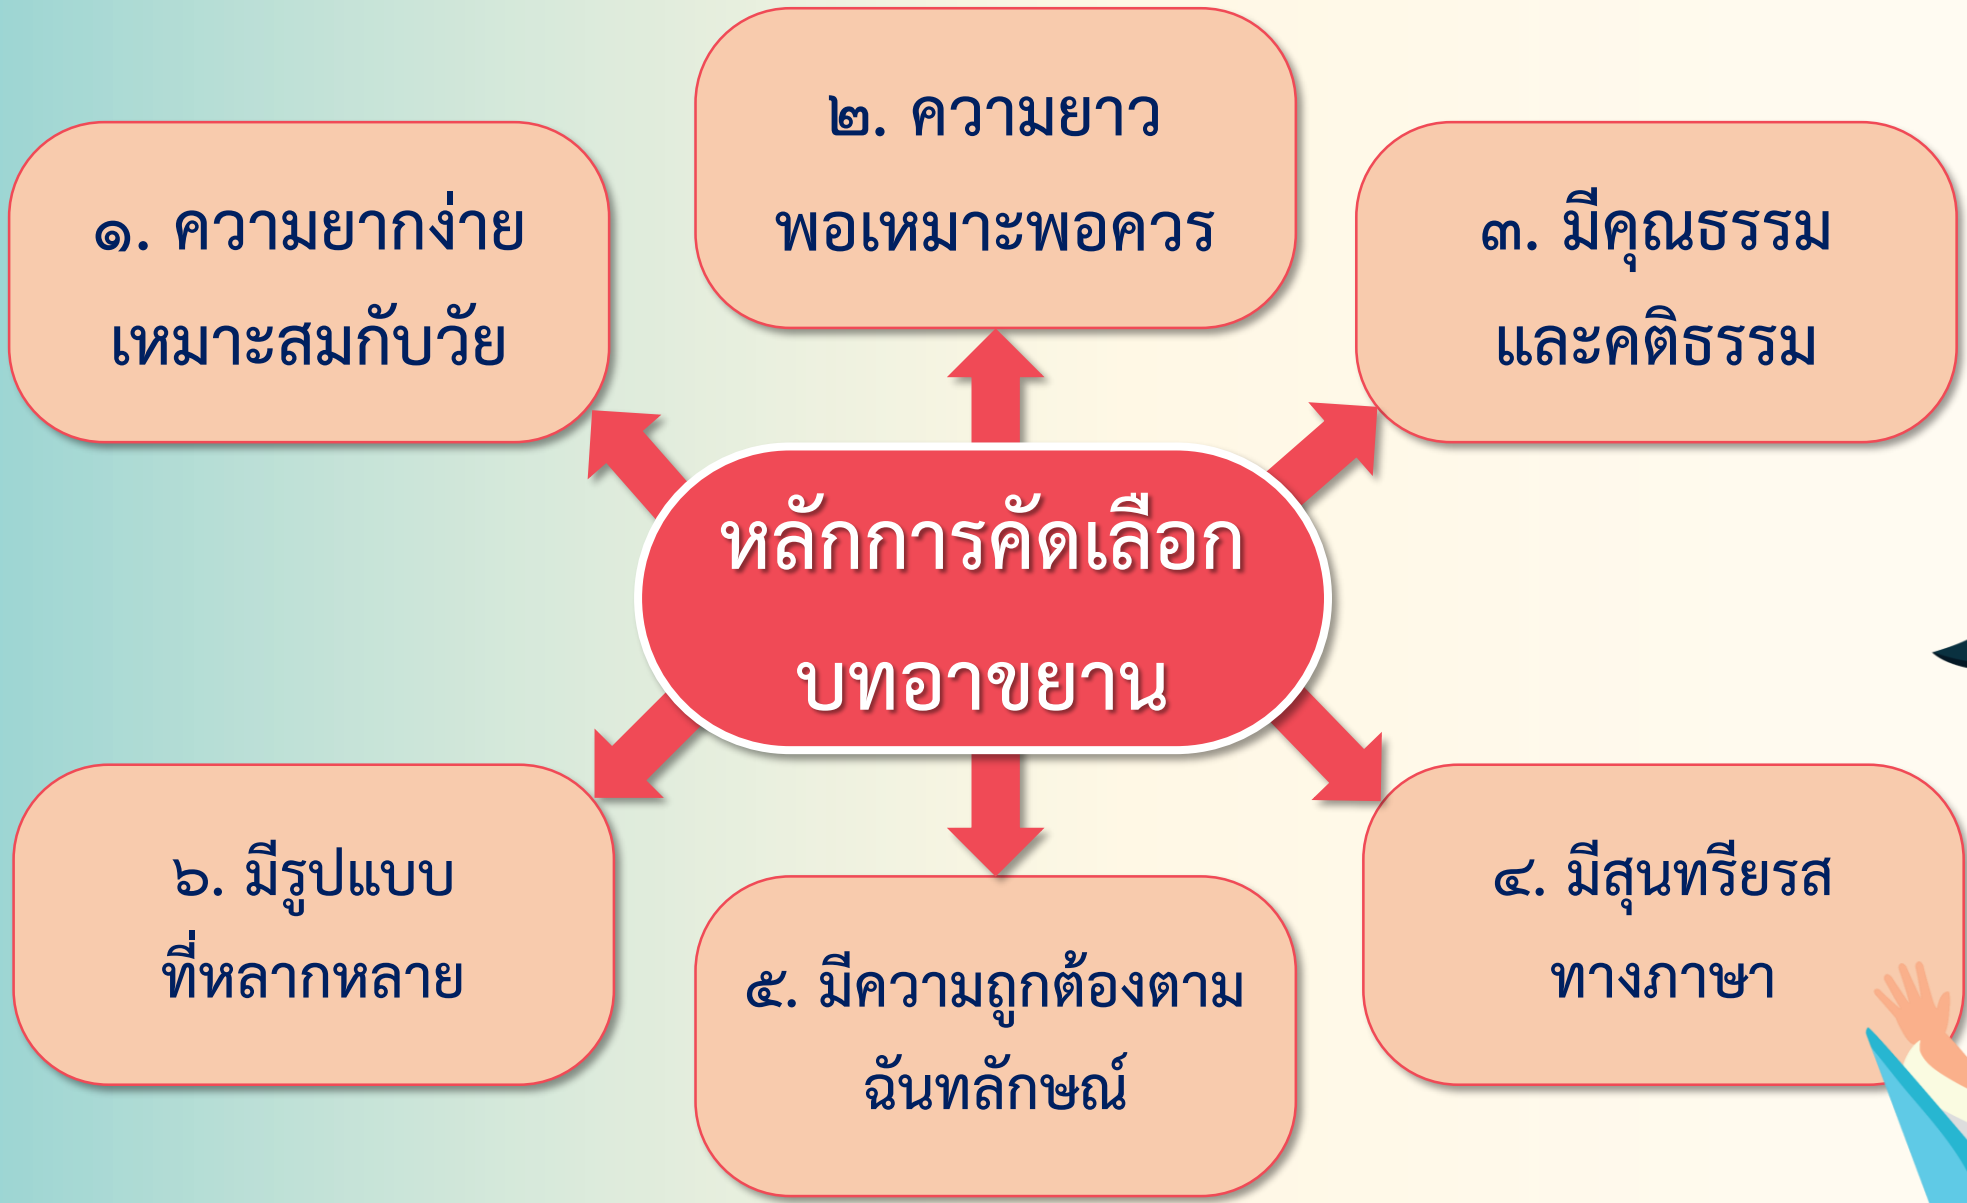 หลักการคัดเลือก
บทอาขยาน
๑. ความยากง่าย
เหมาะสมกับวัย
๒. ความยาว
พอเหมาะพอควร
๓. มีคุณธรรม
และคติธรรม
๔. มีสุนทรียรส
ทางภาษา
๕. มีความถูกต้องตาม
ฉันทลักษณ์
๖. มีรูปแบบ
ที่หลากหลาย